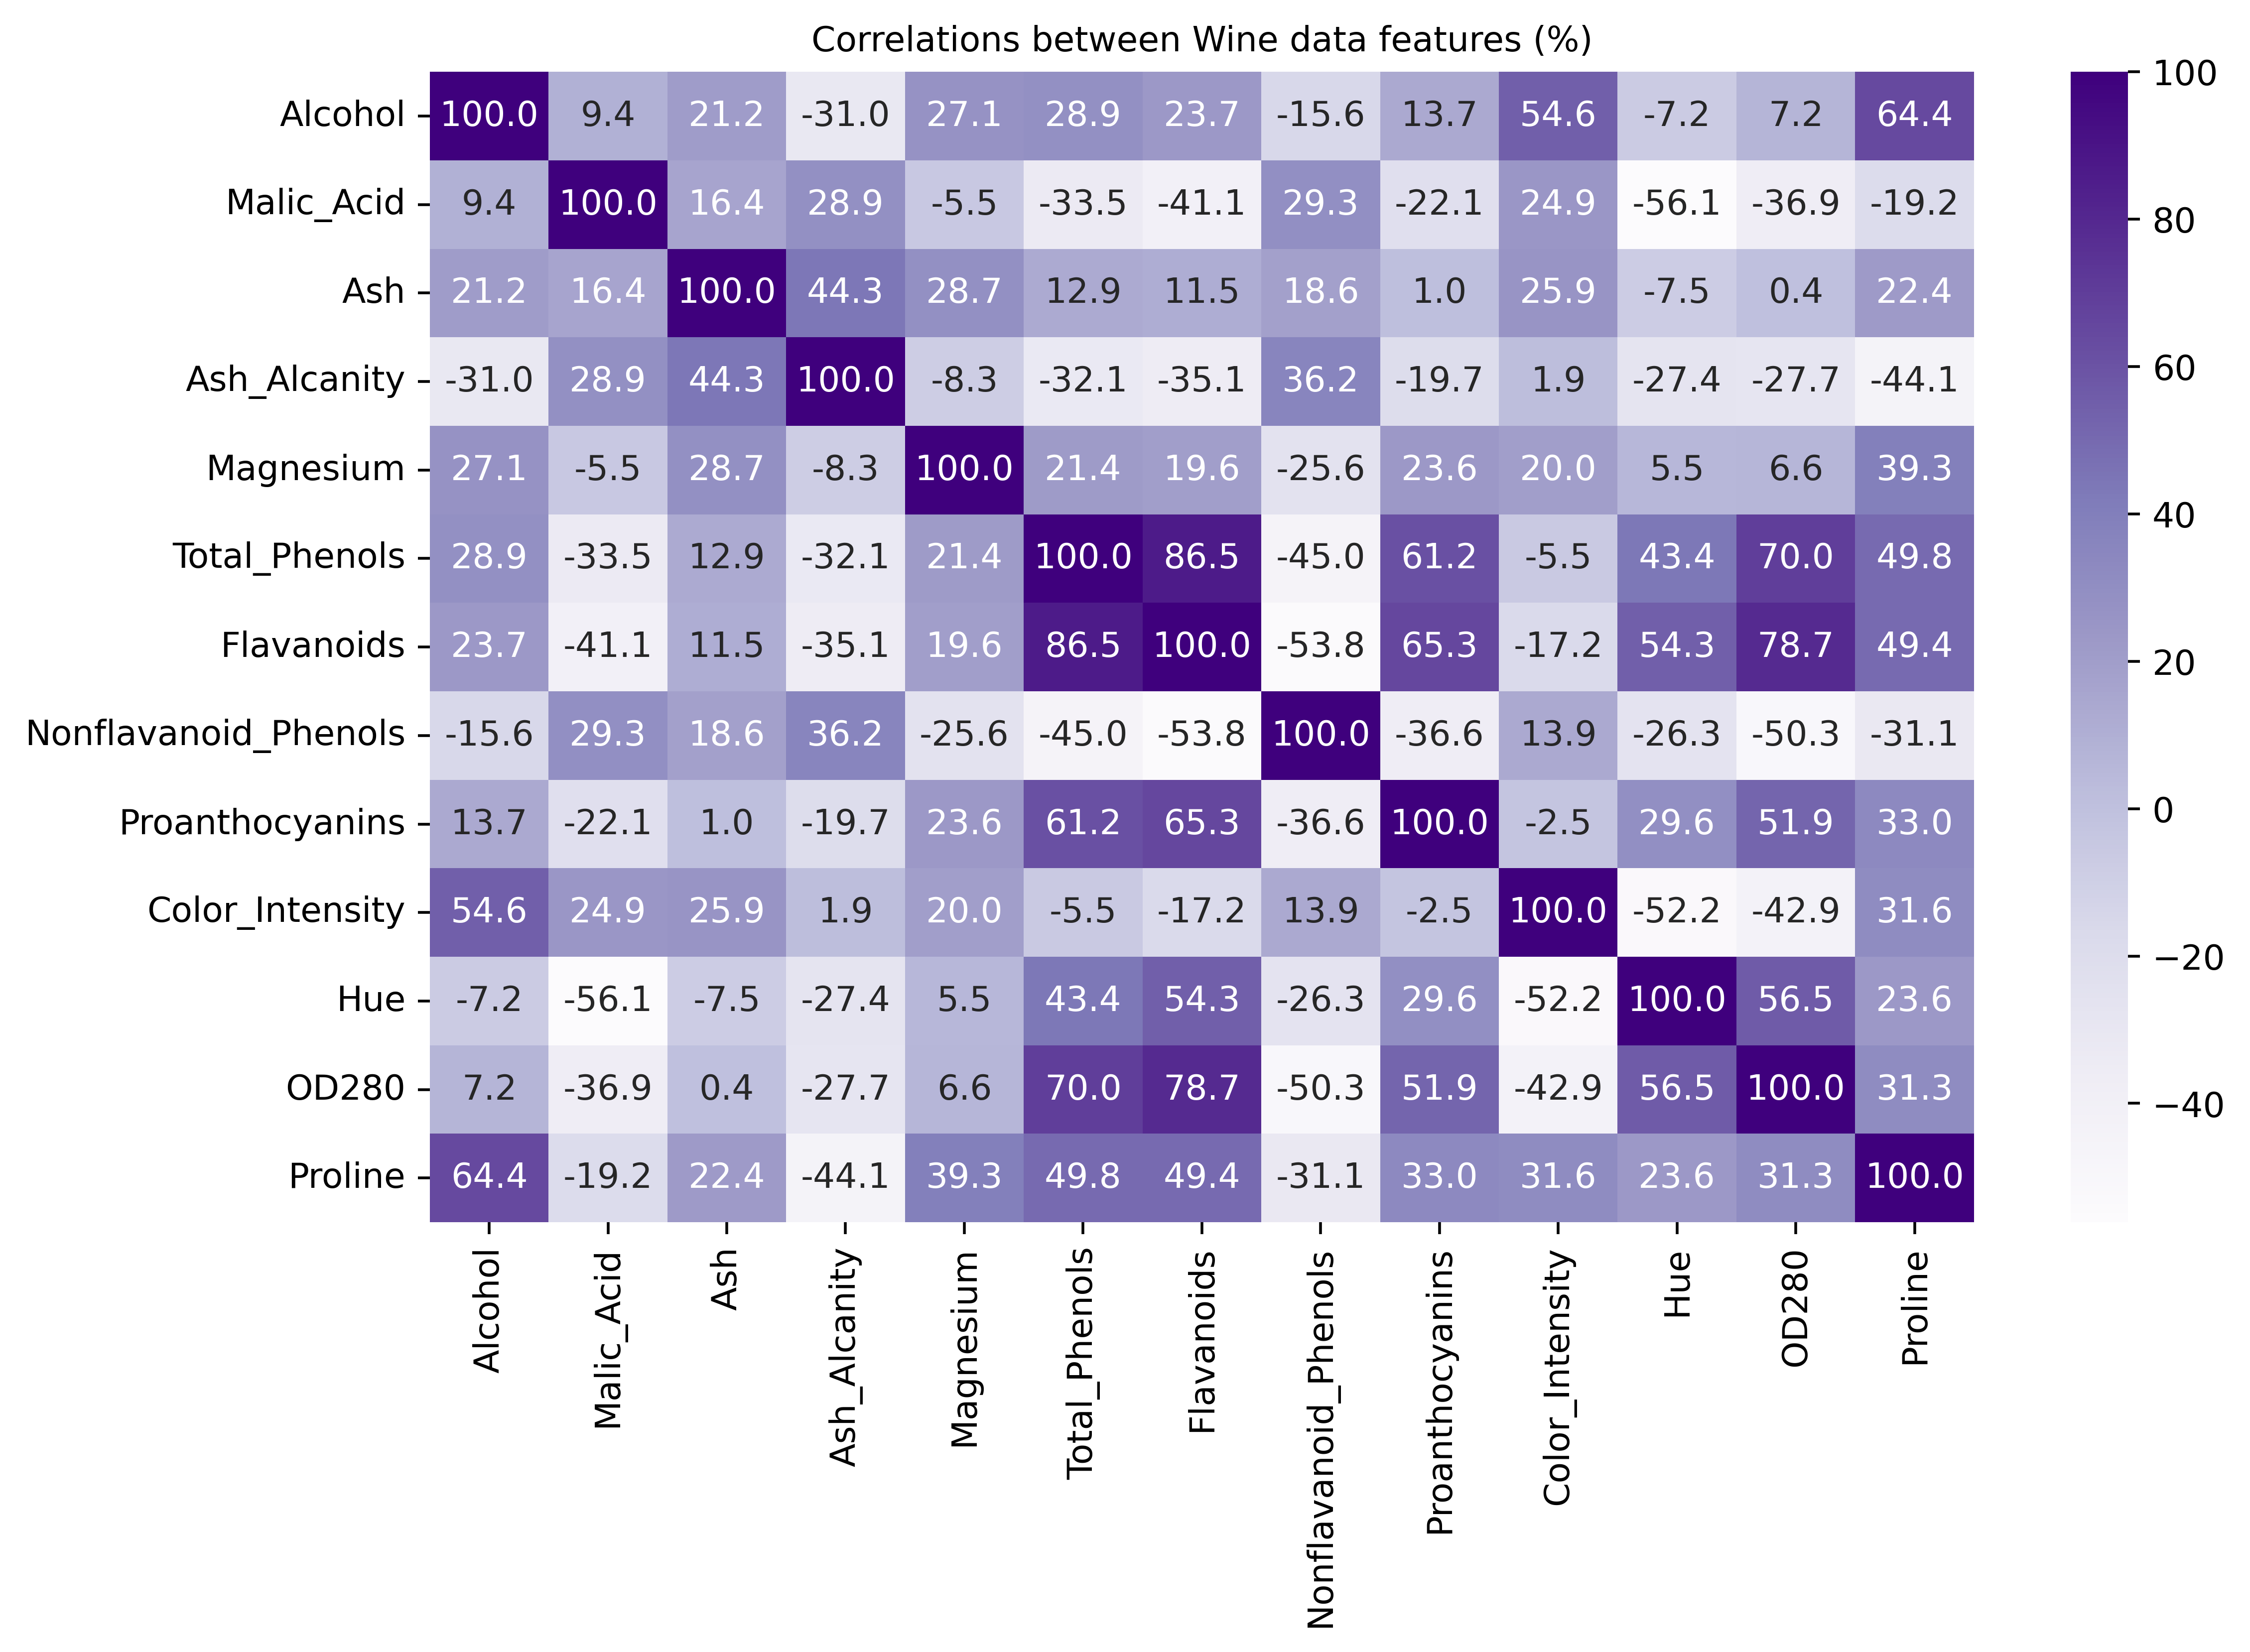 Correlations between Wine data features (%)
Alcohol 100.0 9.4 21.2 -31.0 27.1 28.9 23.7 -15.6 13.7 54.6 -7.2 7.2 64.4
Malic_Acid 9.4 100.0 16.4 28.9 -5.5 -33.5 -41.1 29.3 -22.1 24.9 -56.1 -36.9 -19.2
Ash 21.2 16.4 100.0 44.3 28.7 12.9 11.5 18.6 1.0 25.9 -7.5 0.4 22.4
Ash_Alcanity -31.0 28.9 44.3 100.0 -8.3 -32.1 -35.1 36.2 -19.7 1.9 -27.4 -27.7 -44.1
Magnesium 27.1 -5.5 28.7 -8.3 100.0 21.4 19.6 -25.6 23.6 20.0 5.5 6.6 39.3
Total_Phenols 28.9 -33.5 12.9 -32.1 21.4 100.0 86.5 -45.0 61.2 -5.5 43.4 70.0 49.8
Flavanoids 23.7 -41.1 11.5 -35.1 19.6 86.5 100.0 -53.8 65.3 -17.2 54.3 78.7 49.4
Nonflavanoid_Phenols -15.6 29.3 18.6 36.2 -25.6 -45.0 -53.8 100.0 -36.6 13.9 -26.3 -50.3 -31.1
Proanthocyanins 13.7 -22.1 1.0 -19.7 23.6 61.2 65.3 -36.6 100.0 -2.5 29.6 51.9 33.0
Color_Intensity 54.6 24.9 25.9 1.9 20.0 -5.5 -17.2 13.9 -2.5 100.0 -52.2 -42.9 31.6
Hue -7.2 -56.1 -7.5 -27.4 5.5 43.4 54.3 -26.3 29.6 -52.2 100.0 56.5 23.6
OD280 7.2 -36.9 0.4 -27.7 6.6 70.0 78.7 -50.3 51.9 -42.9 56.5 100.0 31.3
Proline 64.4 -19.2 22.4 -44.1 39.3 49.8 49.4 -31.1 33.0 31.6 23.6 31.3 100.0
Alcohol
Malic_Acid
Ash
Ash_Alcanity
Magnesium
Total_Phenols
Flavanoids
Nonflavanoid_Phenols
Proanthocyanins
Color_Intensity
Hue
OD280
Proline
100
80
60
40
20
0
−20
−40